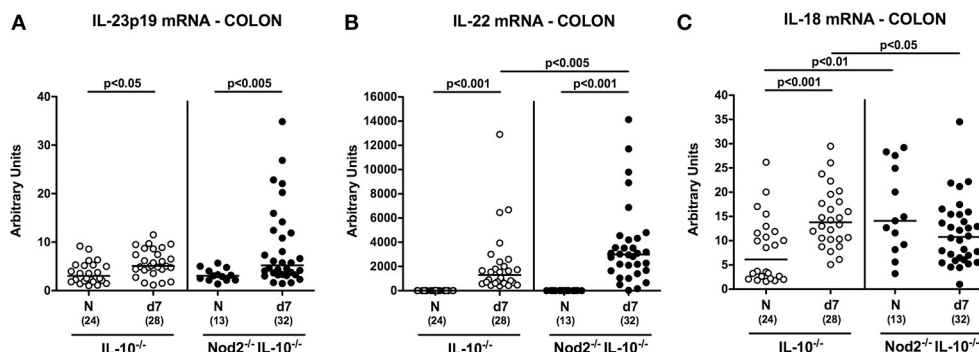 A
IL-23p19 mRNA - COLON
p<0.05
p<0.005
Arbitrary Units
40
30
20
10
0
N
d7
N
d7
(24)
(28)
(13)
(32)
IL-10-/-
Nod2-/- IL-10-/-
B
IL-22 mRNA - COLON
p<0.005
p<0.001
p<0.001
Arbitrary Units
16000
14000
12000
10000
8000
6000
4000
2000
0
N
d7
N
d7
(24)
(28)
(13)
(32)
IL-10-/-
Nod2-/- IL-10-/-
C
IL-18 mRNA - COLON
p<0.05
p<0.01
p<0.001
Arbitrary Units
40
35
30
25
20
15
10
5
0
N
d7
N
d7
(24)
(28)
(13)
(32)
IL-10-/-
Nod2-/- IL-10-/-